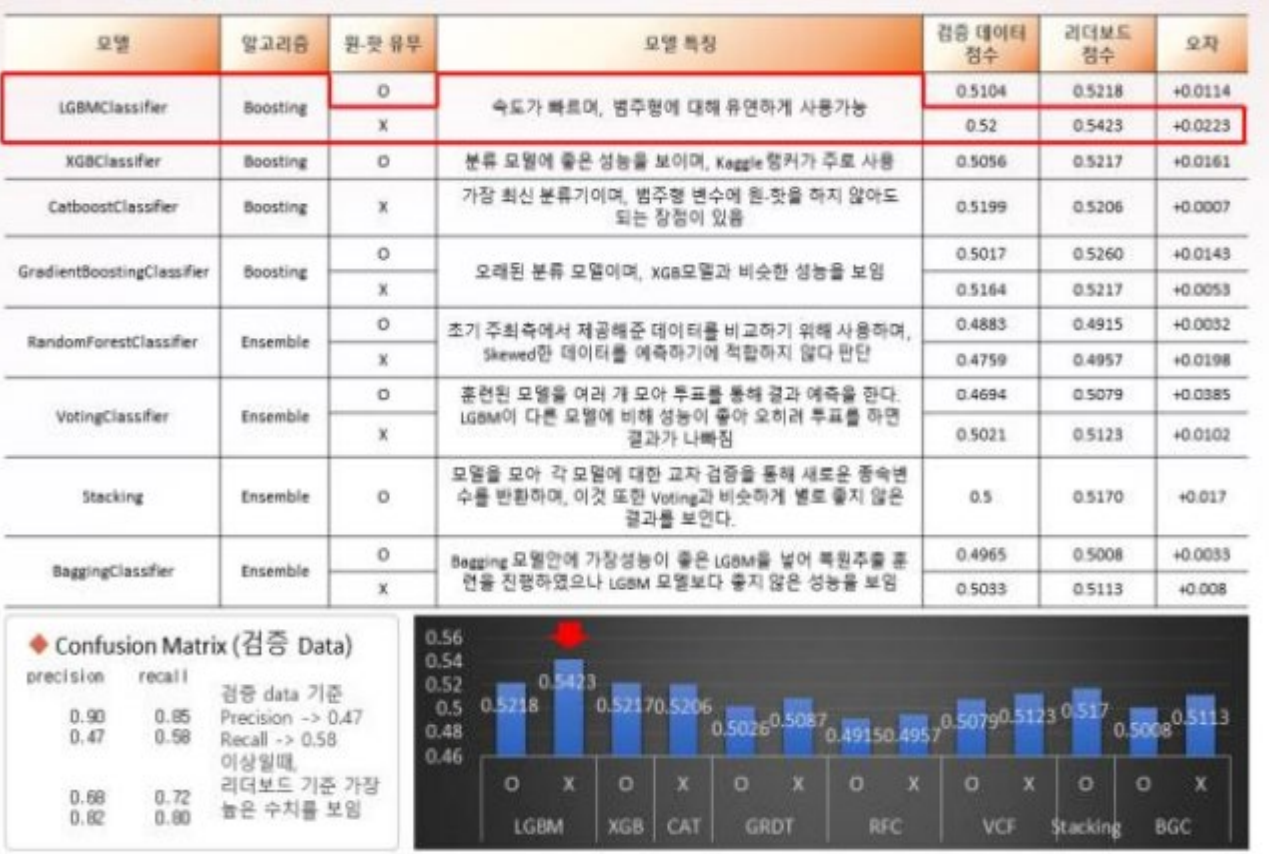 모델 알고리즘 원-핫 유무 모델 특징 검증 데이터 점수 리더보드 점수 오차
LGBMClassifier Boosting O 속도가 빠르며, 범주형에 대해 유연하게 사용가능 0.5104 0.5218 +0.0114
X 0.52 0.5423 +0.0223
XGBClassifier Boosting O 분류 모델에 좋은 성능을 보이며, Kaggle 랭커가 주로 사용 0.5056 0.5217 +0.0161
CatboostClassifier Boosting X 가장 최신 분류기이며, 범주형 변수에 원-핫을 하지 않아도
되는 장점이 있음 0.5199 0.5206 +0.0007
GradientBoostingClassifier Boosting O 오래된 분류 모델이며, XGB모델과 비슷한 성능을 보임 0.5017 0.5260 +0.0143
X 0.5164 0.5217 +0.0053
RandomForestClassifier Ensemble O 초기 주최측에서 제공해준 데이터를 비교하기 위해 사용하며, 0.4883 0.4915 +0.0032
X Skewed한 데이터를 예측하기에 적합하지 않다 판단 0.4759 0.4957 +0.0198
VotingClassifier Ensemble O 훈련된 모델을 여러 개 모아 투표를 통해 결과 예측을 한다. 0.4694 0.5079 +0.0385
LGBM이 다른 모델에 비해 성능이 좋아 오히려 투표를 하면
X 결과가 나빠짐 0.5021 0.5123 +0.0102
모델을 모아 각 모델에 대한 교차 검증을 통해 새로운 종속변
Stacking Ensemble O 수를 반환하며, 이것 또한 Voting과 비슷하게 별로 좋지 않은 0.5 0.5170 +0.017
결과를 보인다.
BaggingClassifier Ensemble O Bagging 모델안에 가장성능이 좋은 LGBM을 넣어 복원추출 훈 0.4965 0.5008 +0.0033
X 련을 진행하였으나 LGBM 모델보다 좋지 않은 성능을 보임 0.5033 0.5113 +0.008
Confusion Matrix (검증 Data)
precision recall
0.90 0.85
0.47 0.58
0.68 0.72
0.82 0.80
검증 data 기준
Precision -> 0.47
Recall -> 0.58
이상일때,
리더보드 기준 가장
높은 수치를 보임
0.56
0.54
0.52
0.5
0.48
0.46
0.5218 0.5423 0.5217 0.5206 0.5026 0.5087 0.4915 0.4957 0.5079 0.5123 0.517 0.5008 0.5113
O X O X O X O X O X O O X
LGBM XGB CAT GRDT RFC VCF Stacking BGC